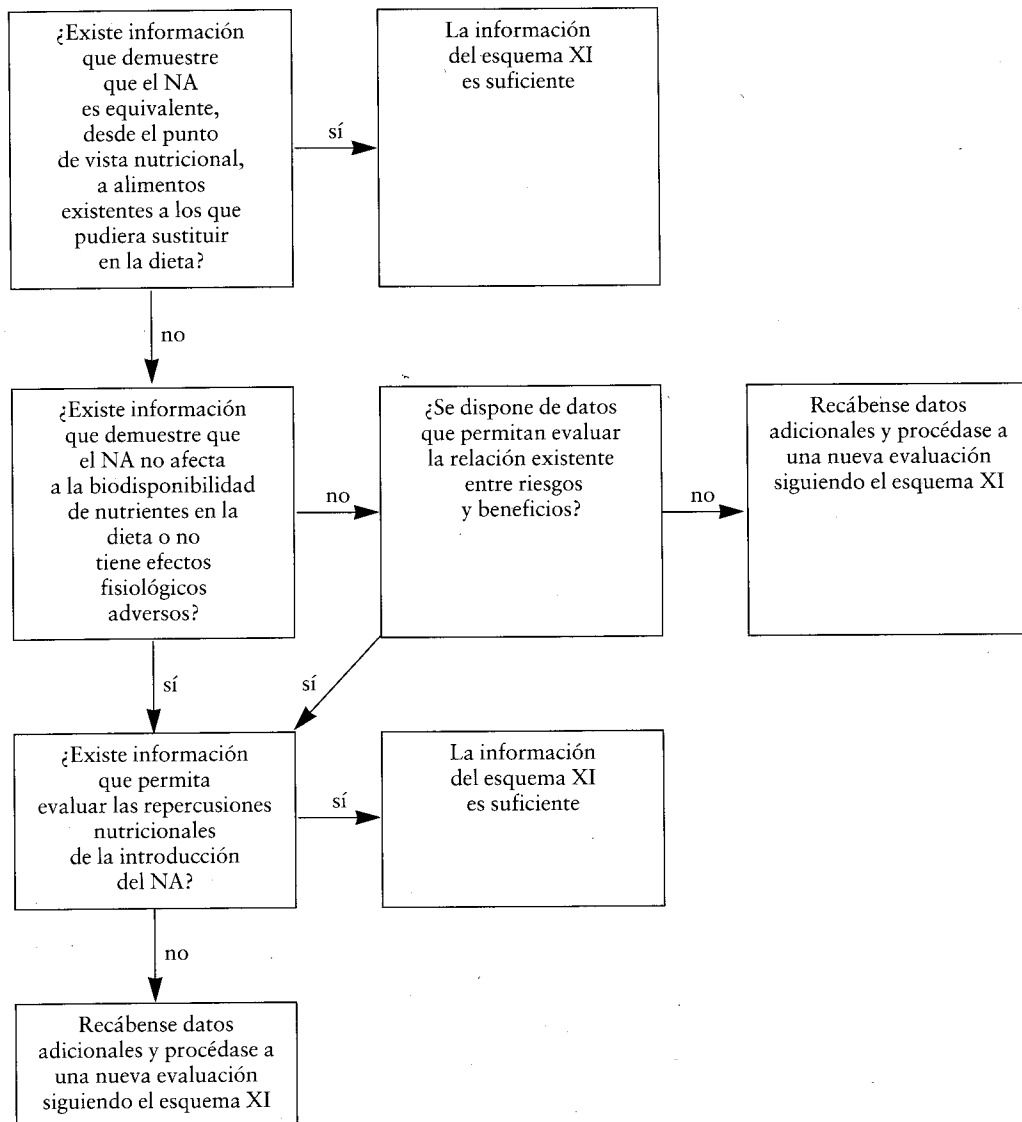 ¿Existe información
que demuestre
que el NA
es equivalente,
desde el punto
de vista nutricional,
a alimentos
existentes a los que
pudiera sustituir
en la dieta?
sí
La información
del esquema XI
es suficiente
no
¿Existe información
que demuestre que
el NA no afecta
a la biodisponibilidad
de nutrientes en la
dieta o no
tiene efectos
fisiológicos
adversos?
no
¿Se dispone de datos
que permitan evaluar
la relación existente
entre riesgos
y beneficios?
no
Recábense datos
adicionales y procédase a
una nueva evaluación
siguiendo el esquema XI
sí
sí
¿Existe información
que permita
evaluar las repercusiones
nutricionales
de la introducción
del NA?
sí
La información
del esquema XI
es suficiente
no
Recábense datos
adicionales y procédase a
una nueva evaluación
siguiendo el esquema XI